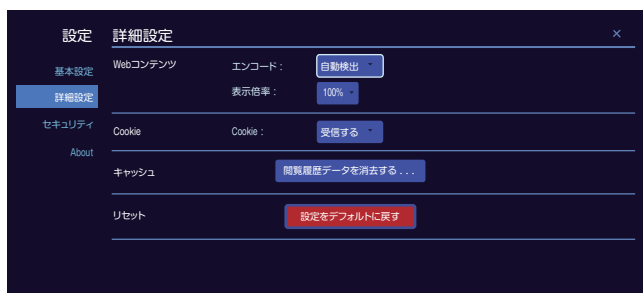 設定
詳細設定
×
基本設定
詳細設定
セキュリティ
About
Webコンテンツ
エンコード :
自動検出
表示倍率 :
100%
Cookie
Cookie :
受信する
キャッシュ
閲覧履歴データを消去する...
リセット
設定をデフォルトに戻す